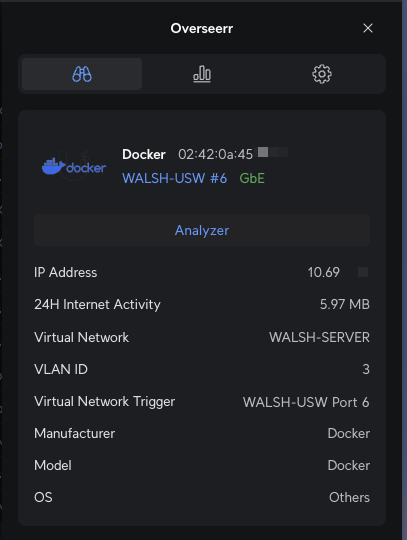 Overseerr
docker
Docker 02:42:0a:45
WALSH-USW #6 GbE
Analyzer
IP Address 10.69
24H Internet Activity 5.97 MB
Virtual Network WALSH-SERVER
VLAN ID 3
Virtual Network Trigger WALSH-USW Port 6
Manufacturer Docker
Model Docker
OS Others